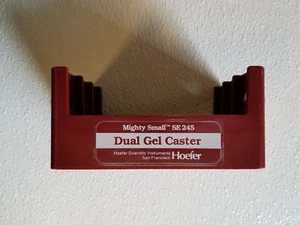 Mighty Small™ SE 245
Dual Gel Caster
Hoefer Scientific Instruments
San Francisco Hoefer